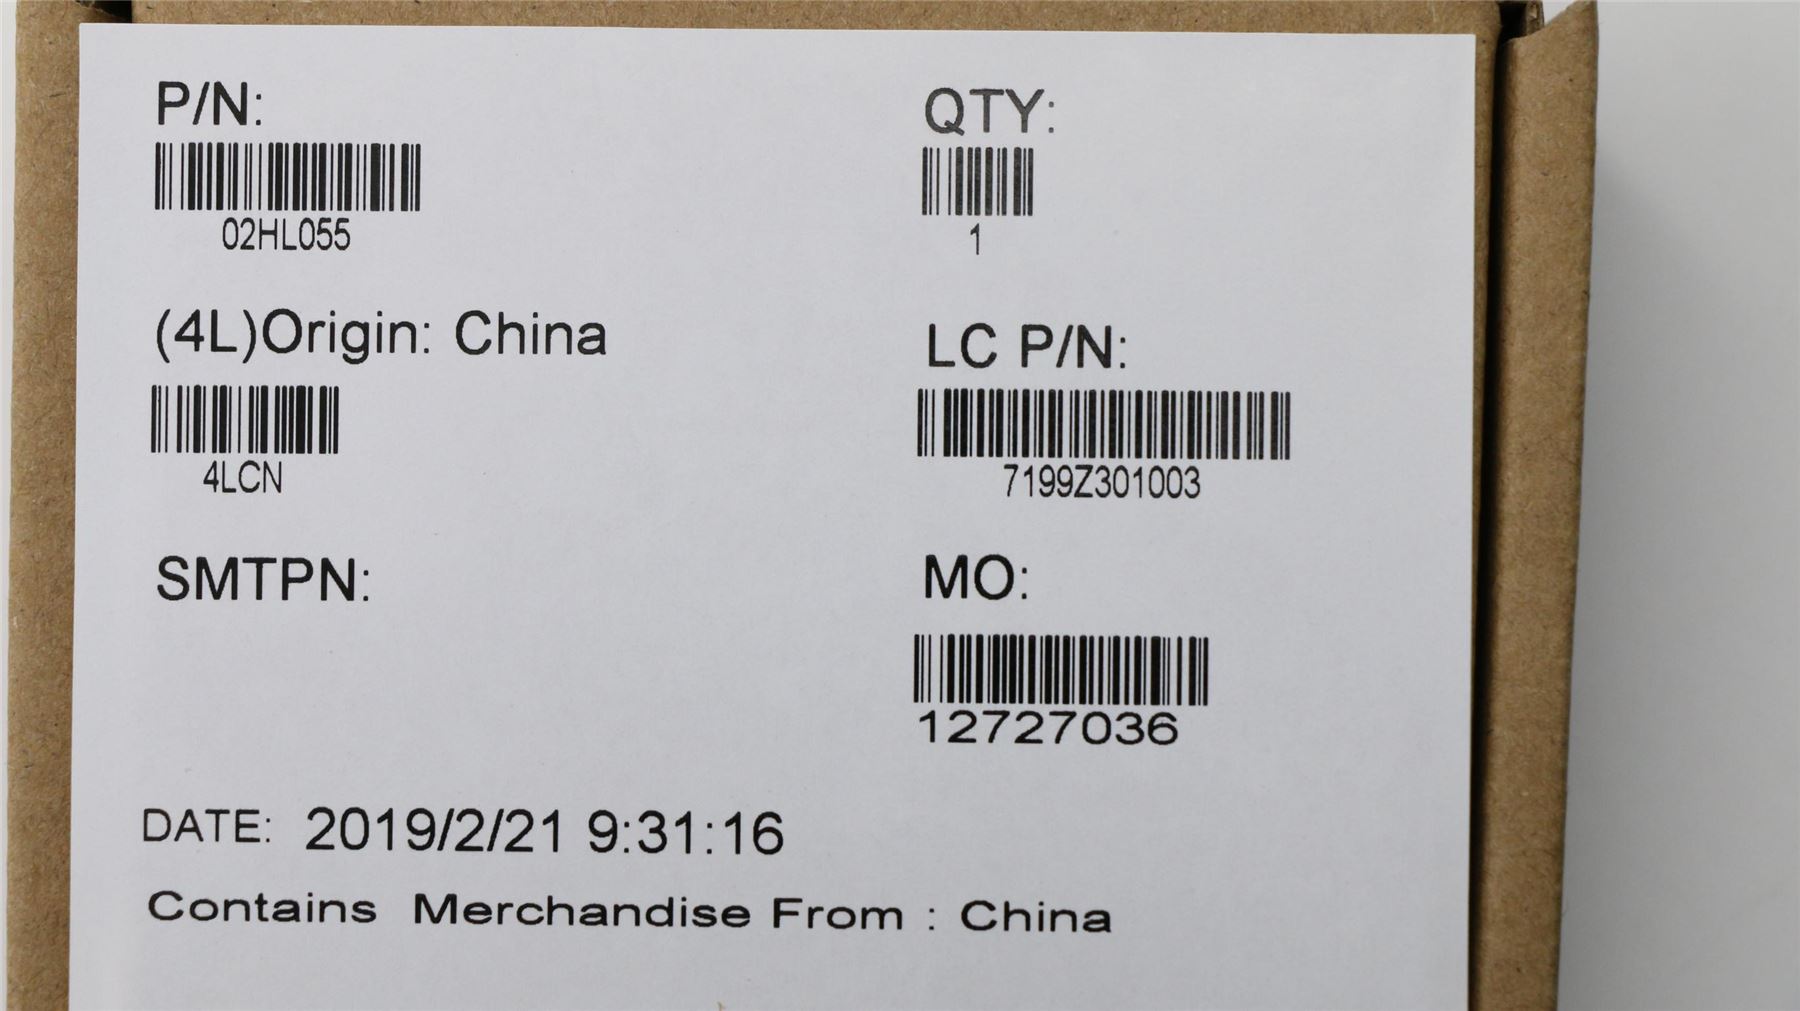 P/N:
02HL055
QTY:
1
(4L)Origin: China
4LCN
LC P/N:
7199Z301003
SMTPN:
MO:
12727036
DATE: 2019/2/21 9:31:16
Contains Merchandise From : China